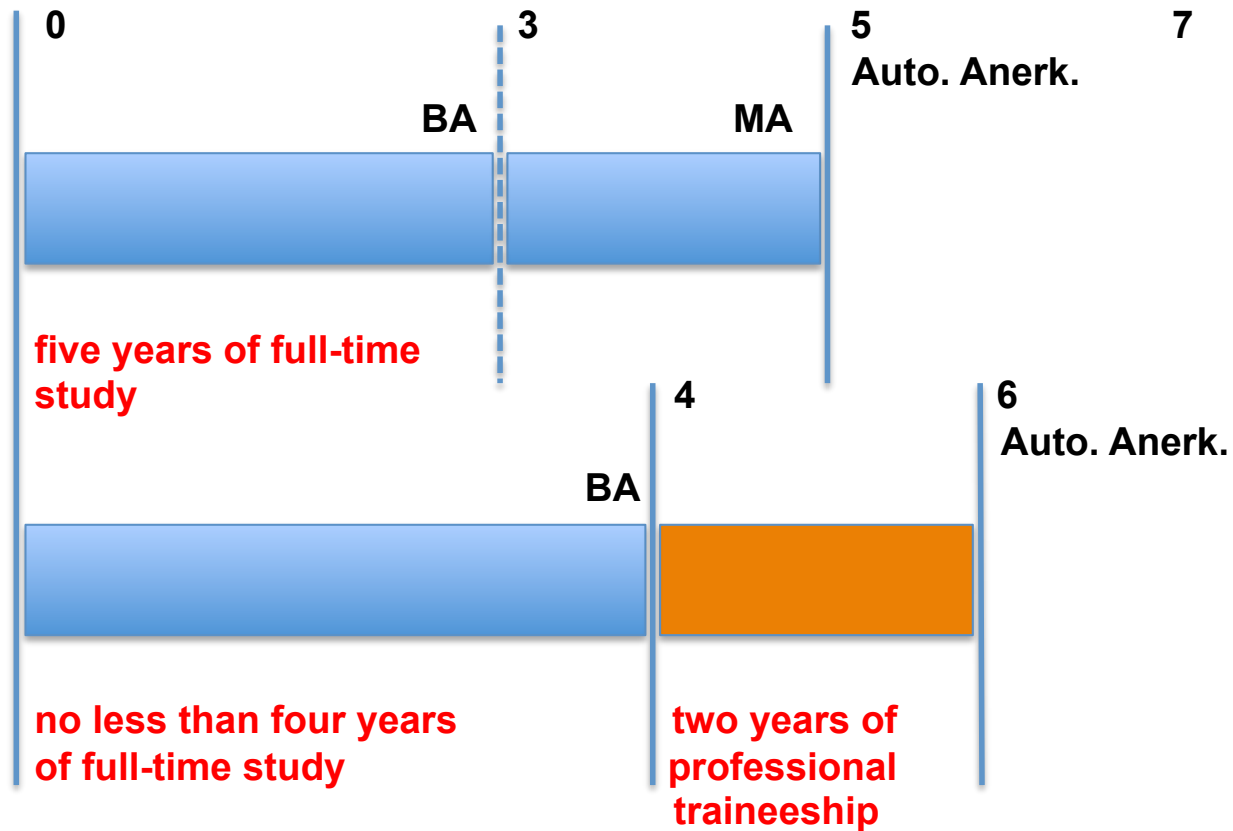 0 3 5 7
Auto. Anerk.
BA MA
five years of full-time
study
4 6
Auto. Anerk.
BA
no less than four years
of full-time study
two years of
professional
traineeship